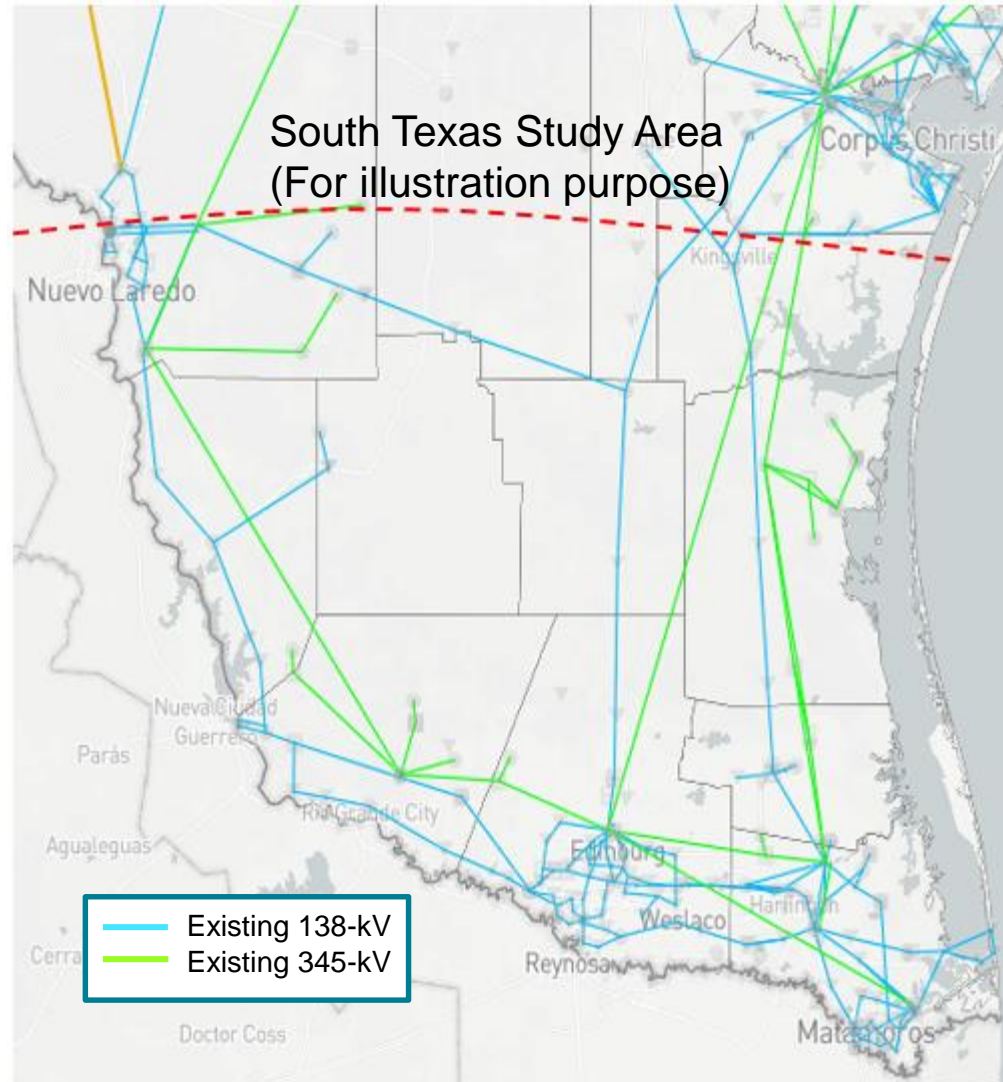 South Texas Study Area
(For illustration purpose)
Corpus Christi
Kingsville
Nuevo Laredo
Nueva Ciudad
Guerrero
Parás
Rio Grande City
Agualeguas
Edinburg
Harlingen
Weslaco
Existing 138-kV
Existing 345-kV
Reynosa
Doctor Coss
Matamoros